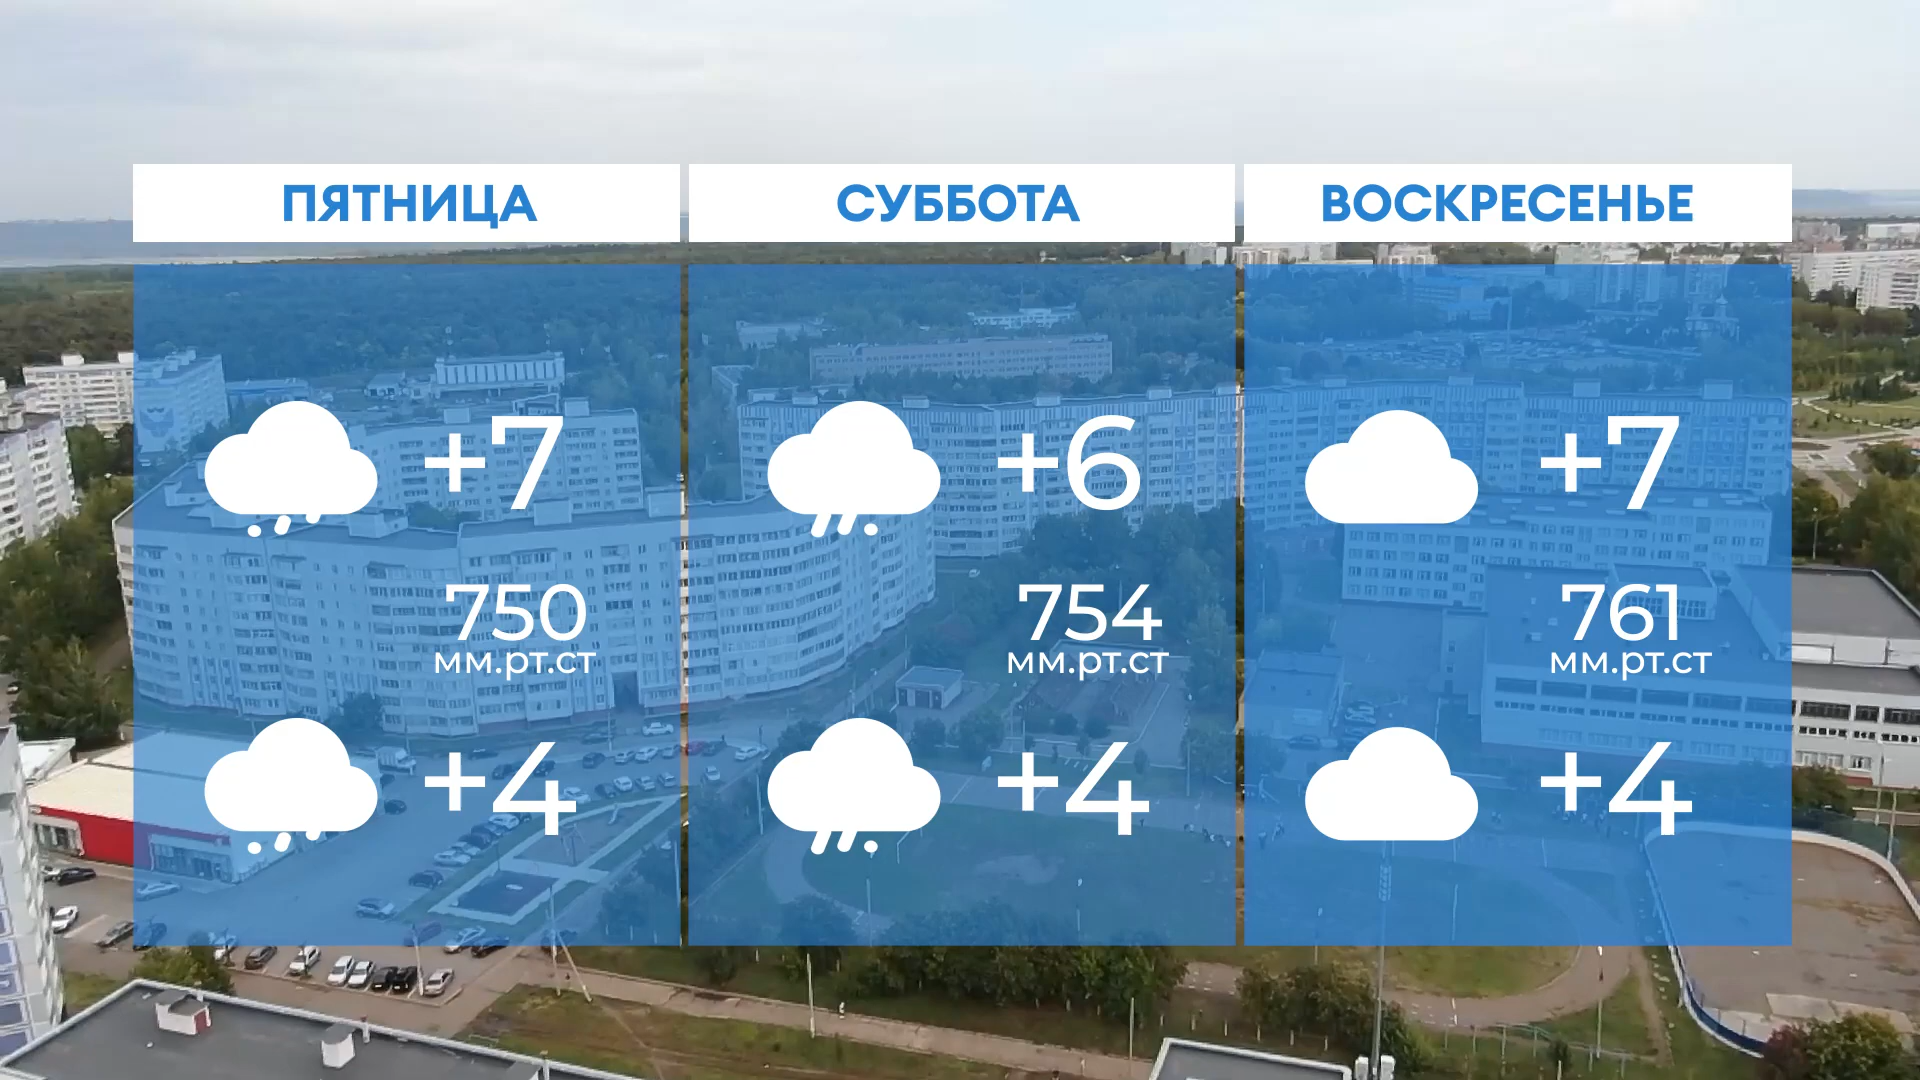 ПЯТНИЦА
+7
750
мм.рт.ст
+4
СУББОТА
+6
754
мм.рт.ст
+4
ВОСКРЕСЕНЬЕ
+7
761
мм.рт.ст
+4